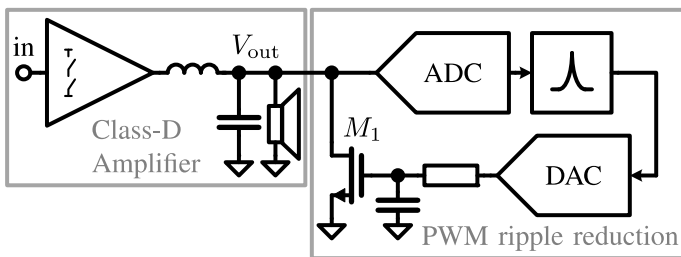 in
V_out
Class-D
Amplifier
ADC
M_1
DAC
PWM ripple reduction